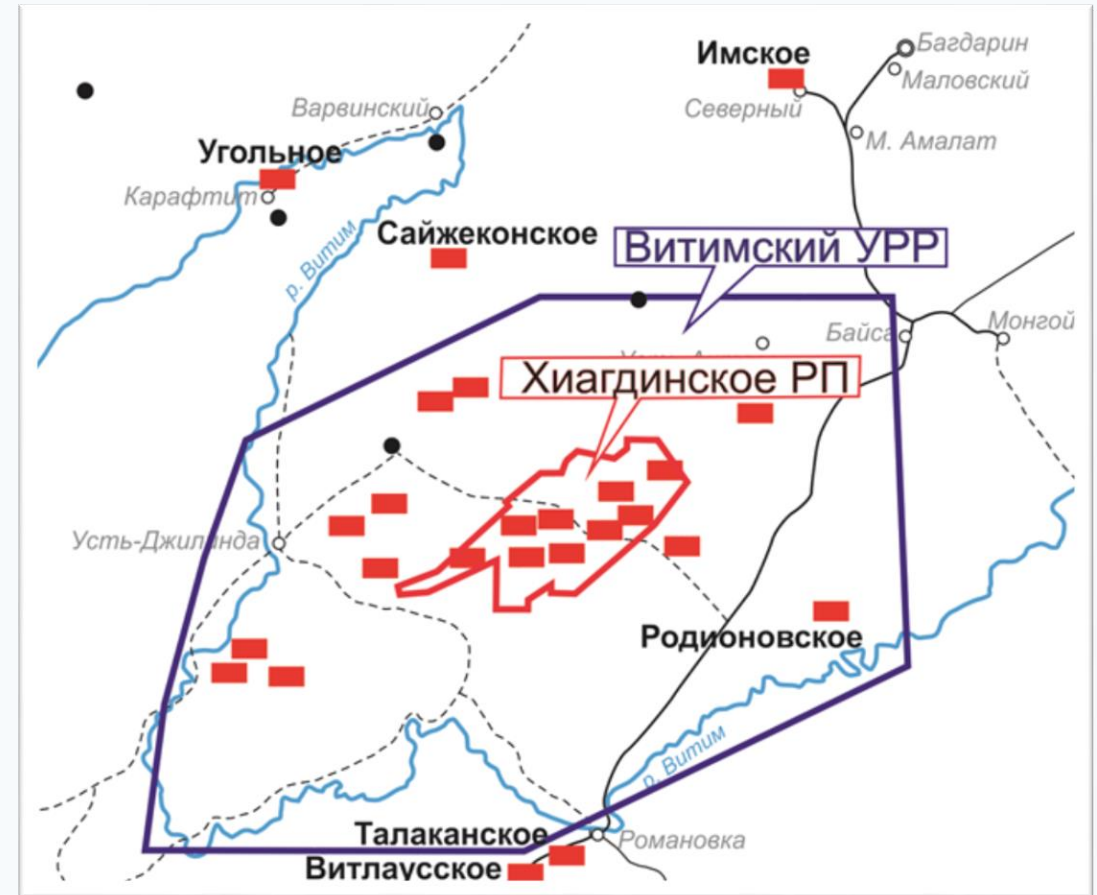 Имское
Багдарин
Маловский
Северный
Варвинский
М. Амалат
Угольное
Карафтит
р. Витим
Сайжеконское
Витимский УРР
Байса
Монгой
Хиагдинское РП
Усть-Джилинда
Родионовское
р. Витим
Талаканское
Романовка
Витлаусское